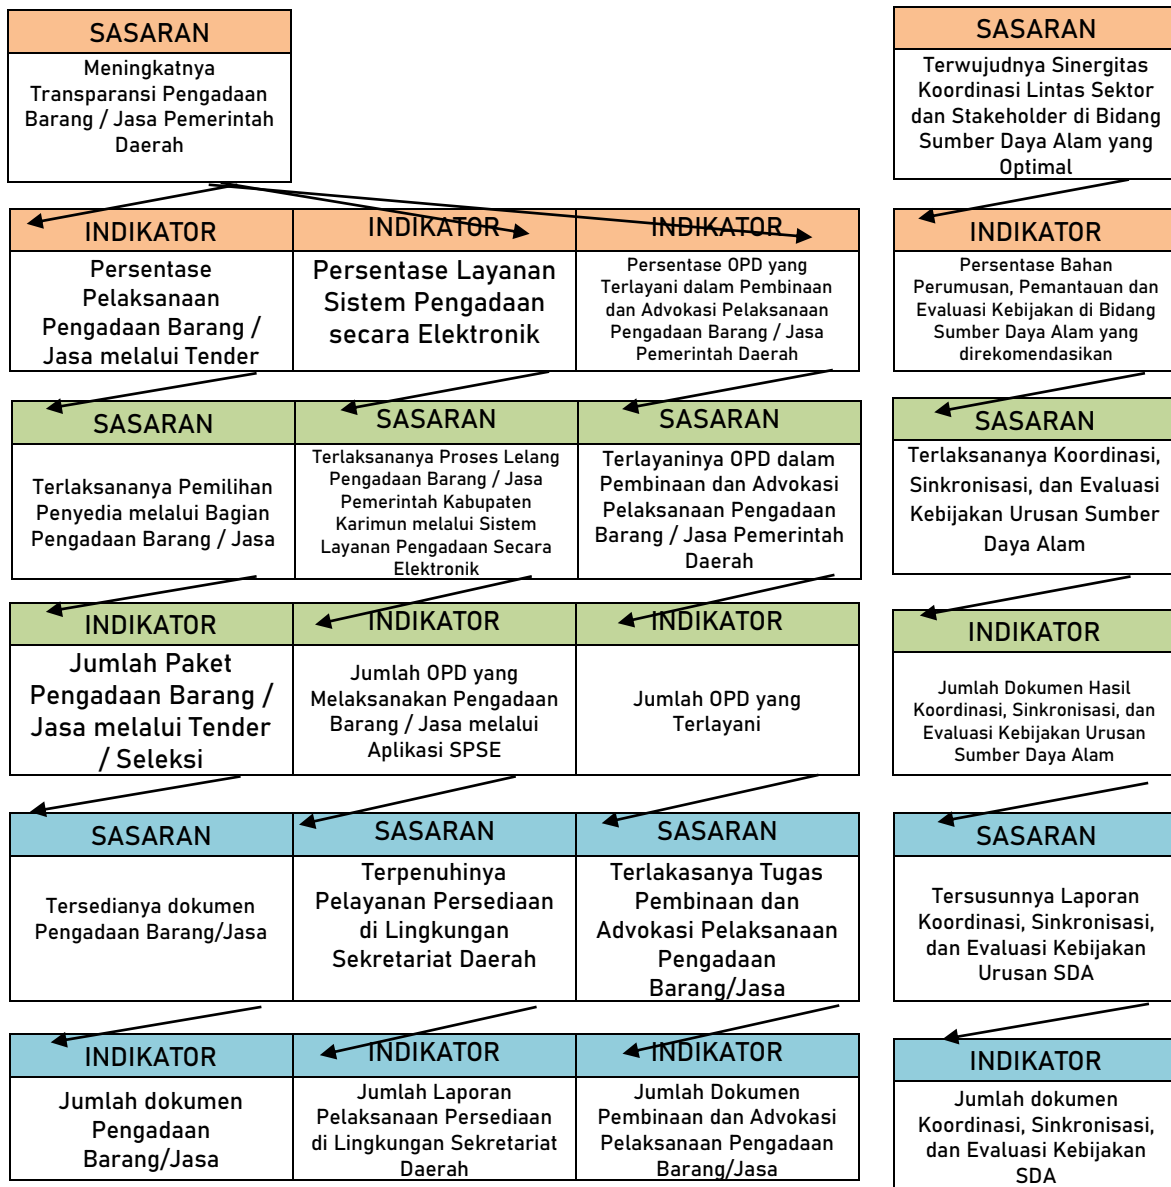 SASARAN
Meningkatnya
Transparansi Pengadaan
Barang / Jasa Pemerintah
Daerah
SASARAN
Terwujudnya Sinergitas
Koordinasi Lintas Sektor
dan Stakeholder di Bidang
Sumber Daya Alam yang
Optimal
INDIKATOR
Persentase
Pelaksanaan
Pengadaan Barang /
Jasa melalui Tender
INDIKATOR
Persentase Layanan
Sistem Pengadaan
secara Elektronik
INDIKATOR
Persentase OPD yang
Terlayani dalam Pembinaan
dan Advokasi Pelaksanaan
Pengadaan Barang / Jasa
Pemerintah Daerah
INDIKATOR
Persentase Bahan
Perumusan, Pemantauan dan
Evaluasi Kebijakan di Bidang
Sumber Daya Alam yang
direkomendasikan
SASARAN
Terlaksananya Pemilihan
Penyedia melalui Bagian
Pengadaan Barang / Jasa
SASARAN
Terlaksananya Proses Lelang
Pengadaan Barang / Jasa
Pemerintah Kabupaten
Karimun melalui Sistem
Layanan Pengadaan Secara
Elektronik
SASARAN
Terlayaninya OPD dalam
Pembinaan dan Advokasi
Pelaksanaan Pengadaan
Barang / Jasa Pemerintah
Daerah
SASARAN
Terlaksananya Koordinasi,
Sinkronisasi, dan Evaluasi
Kebijakan Urusan Sumber
Daya Alam
INDIKATOR
Jumlah Paket
Pengadaan Barang /
Jasa melalui Tender
/ Seleksi
INDIKATOR
Jumlah OPD yang
Melaksanakan Pengadaan
Barang / Jasa melalui
Aplikasi SPSE
INDIKATOR
Jumlah OPD yang
Terlayani
INDIKATOR
Jumlah Dokumen Hasil
Koordinasi, Sinkronisasi, dan
Evaluasi Kebijakan Urusan
Sumber Daya Alam
SASARAN
Tersedianya dokumen
Pengadaan Barang/Jasa
SASARAN
Terpenuhinya
Pelayanan Persediaan
di Lingkungan
Sekretariat Daerah
SASARAN
Terlakasanya Tugas
Pembinaan dan
Advokasi Pelaksanaan
Pengadaan
Barang/Jasa
SASARAN
Tersusunnya Laporan
Koordinasi, Sinkronisasi,
dan Evaluasi Kebijakan
Urusan SDA
INDIKATOR
Jumlah dokumen
Pengadaan
Barang/Jasa
INDIKATOR
Jumlah Laporan
Pelaksanaan Persediaan
di Lingkungan Sekretariat
Daerah
INDIKATOR
Jumlah Dokumen
Pembinaan dan Advokasi
Pelaksanaan Pengadaan
Barang/Jasa
INDIKATOR
Jumlah dokumen
Koordinasi, Sinkronisasi,
dan Evaluasi Kebijakan
SDA